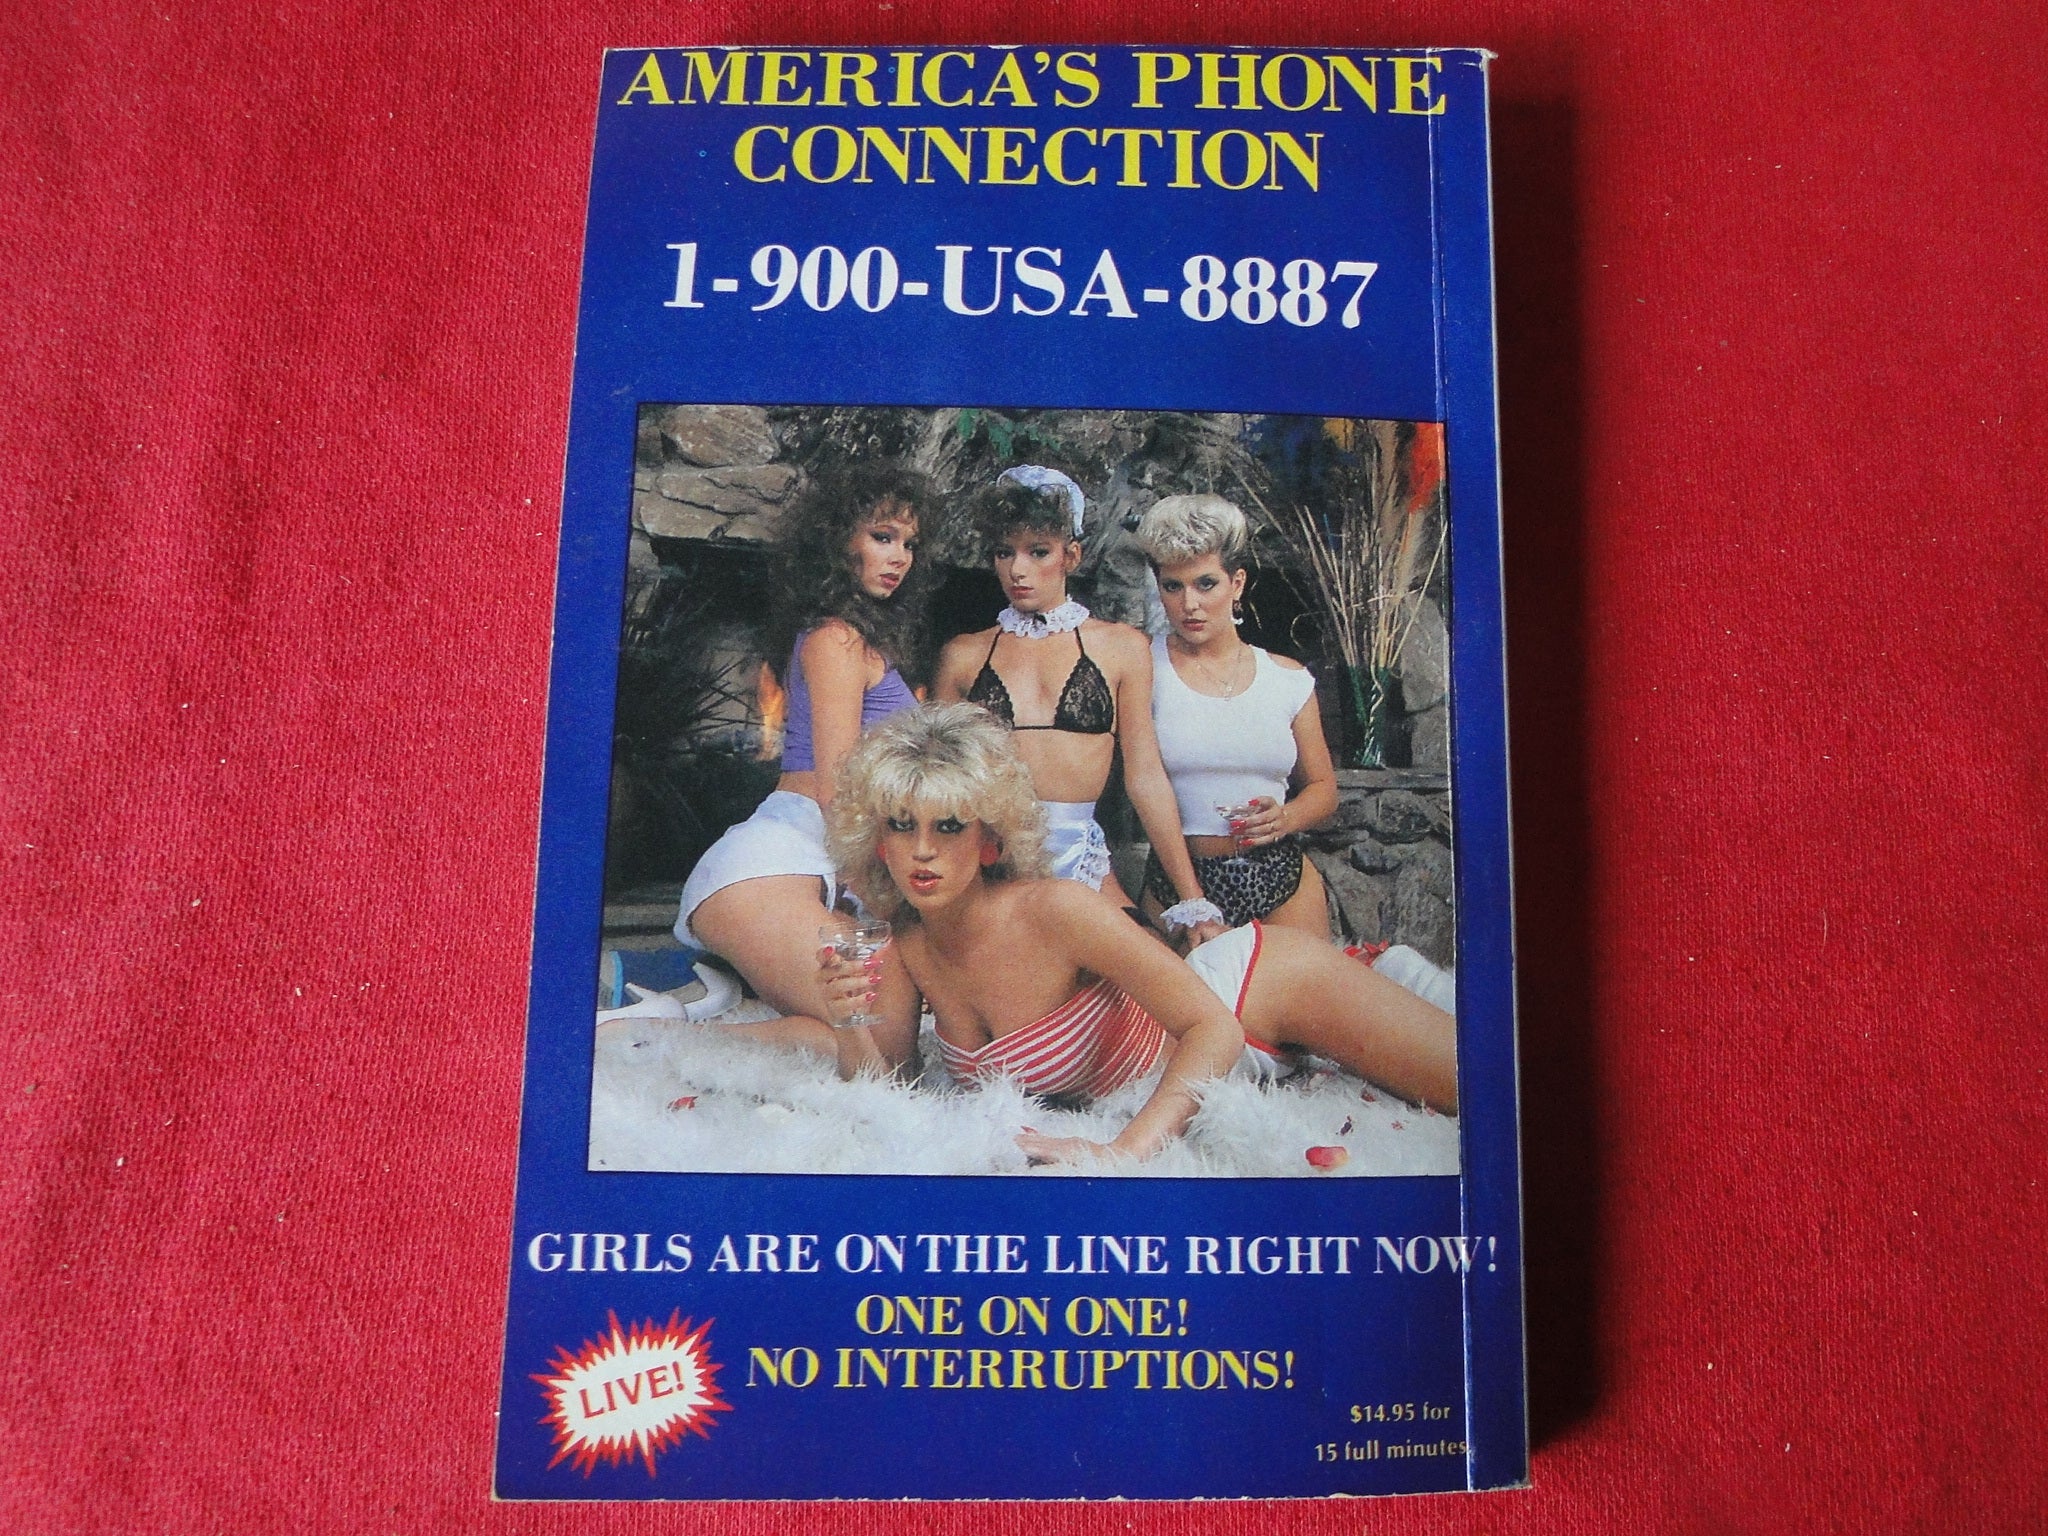 AMERICA'S PHONE
CONNECTION
1-900-USA-8887
GIRLS ARE ON THE LINE RIGHT NOW!
ONE ON ONE!
NO INTERRUPTIONS!
LIVE!
$14.95 for
15 full minutes